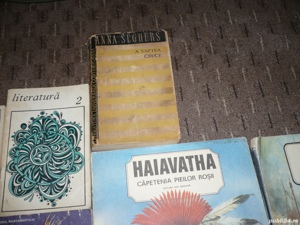 ANNA SEGHERS
A ȘAPTEA
CRUCE
literatură
2
HAIAVATHA
CĂPETENIA PIEILOR ROȘII